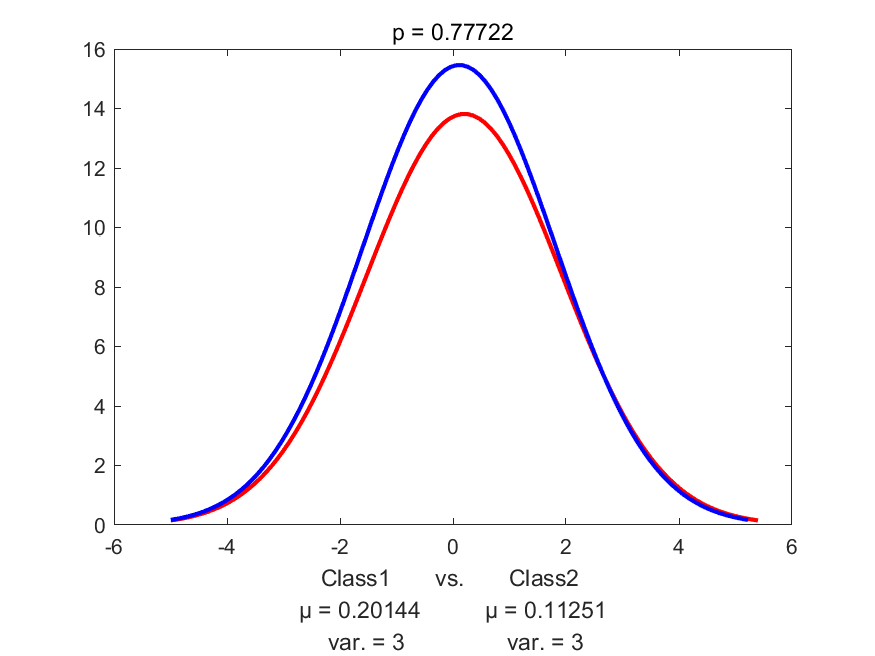 p = 0.77722
16
14
12
10
8
6
4
2
0
-6 -4 -2 0 2 4 6
Class1 vs. Class2
μ = 0.20144 μ = 0.11251
var. = 3 var. = 3